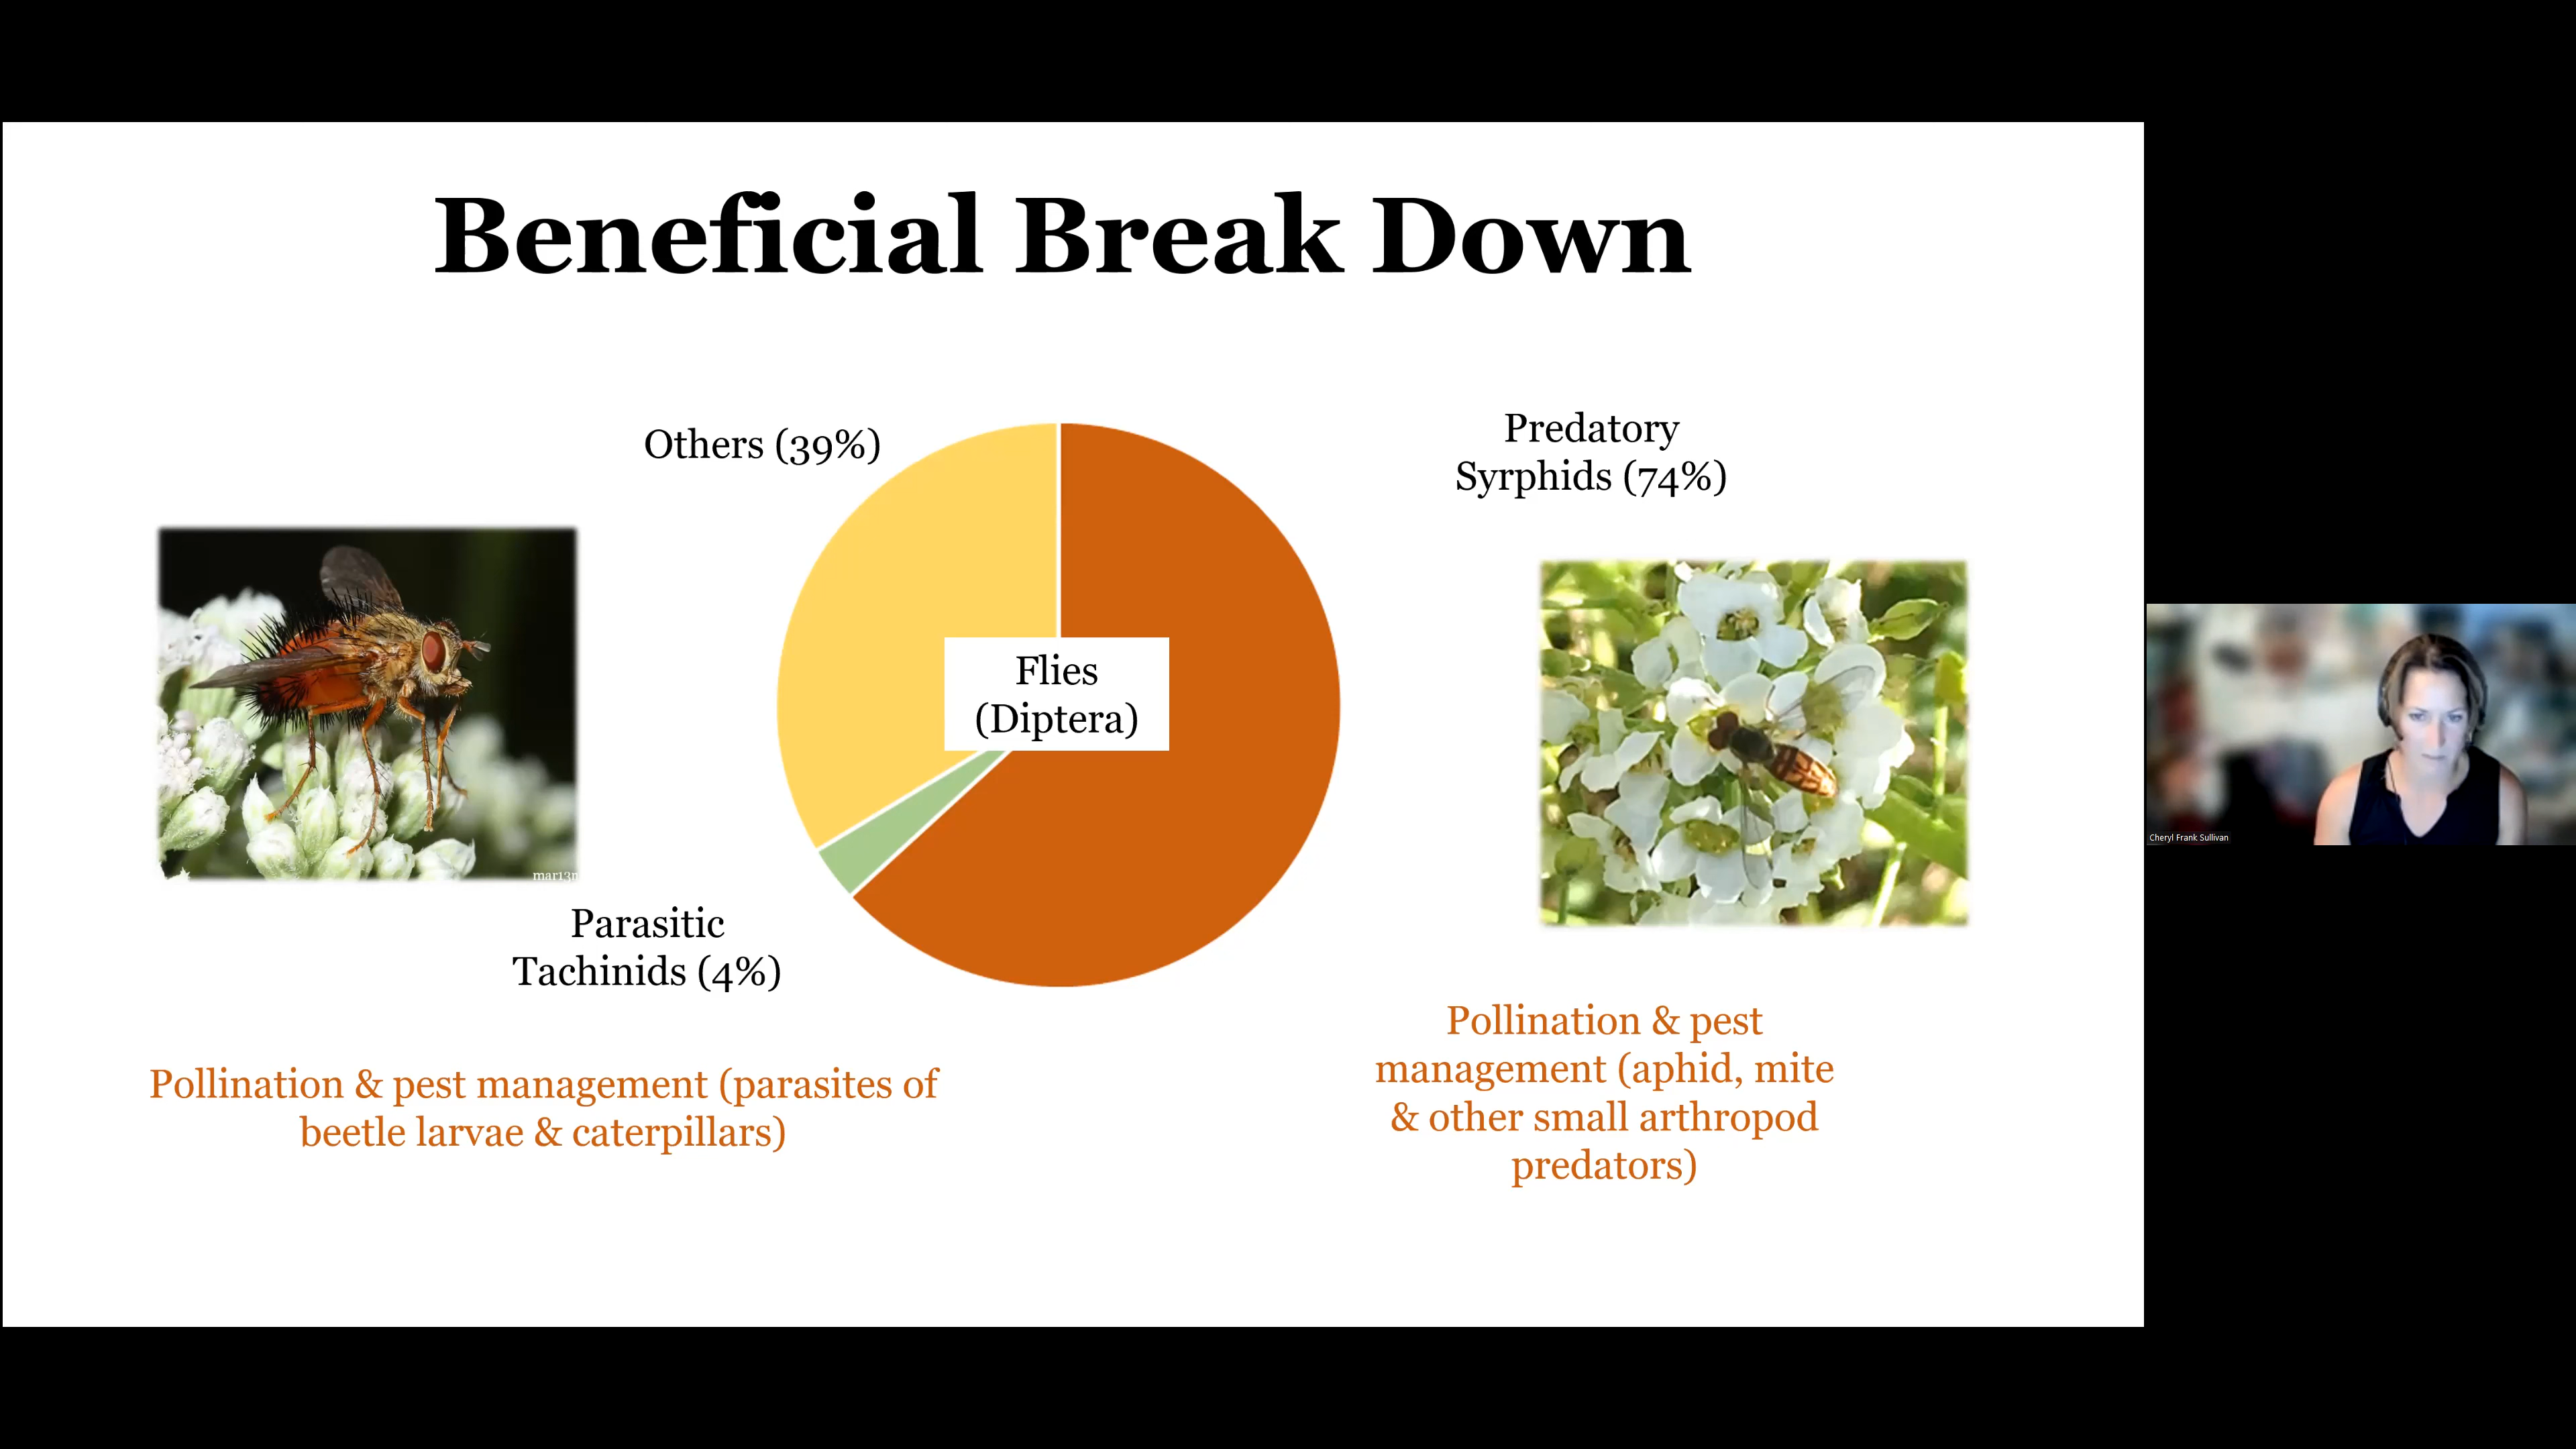 Beneficial Break Down
Others (39%)
Predatory
Syrphids (74%)
Flies
(Diptera)
Parasitic
Tachinids (4%)
Pollination & pest management (parasites of
beetle larvae & caterpillars)
Pollination & pest
management (aphid, mite
& other small arthropod
predators)
Cheryl Frank Sullivan